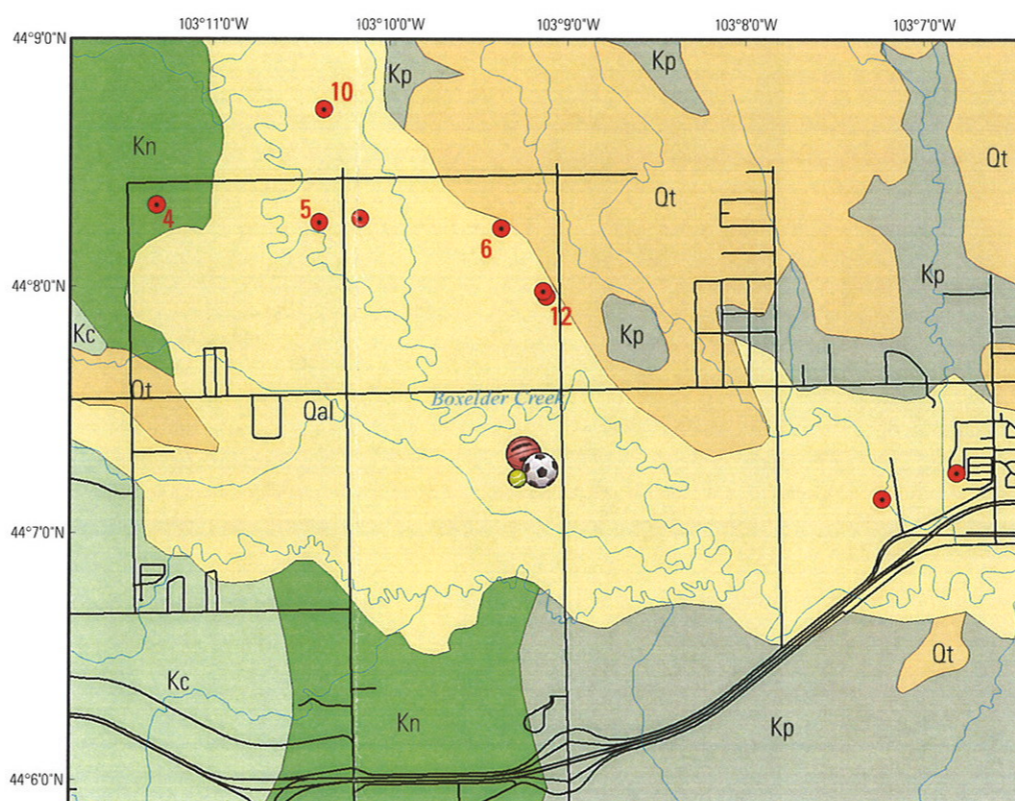 103°11'0"W 103°10'0"W 103°9'0"W 103°8'0"W 103°7'0"W
44°9'0"N
Kp
Kp
10
Kn
Qt
Qt
4
5
6
Kp
44°8'0"N
12
Kp
Kc
Qt
Boxelder Creek
Qal
44°7'0"N
Qt
Kc
Kn
Kp
44°6'0"N